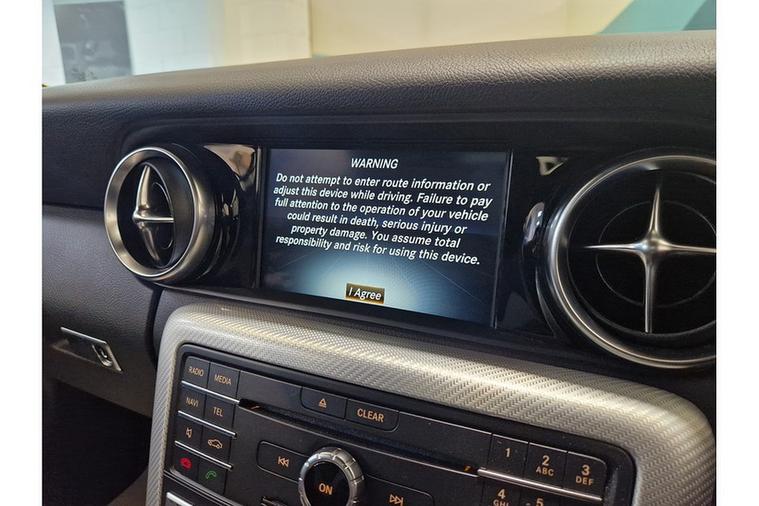 WARNING
Do not attempt to enter route information or
adjust this device while driving. Failure to pay
full attention to the operation of your vehicle
could result in death, serious injury or
property damage. You assume total
responsibility and risk for using this device.
I Agree
RADIO MEDIA
NAVI TEL
CLEAR
1 2 ABC 3 DEF
ON
4 GHI 5